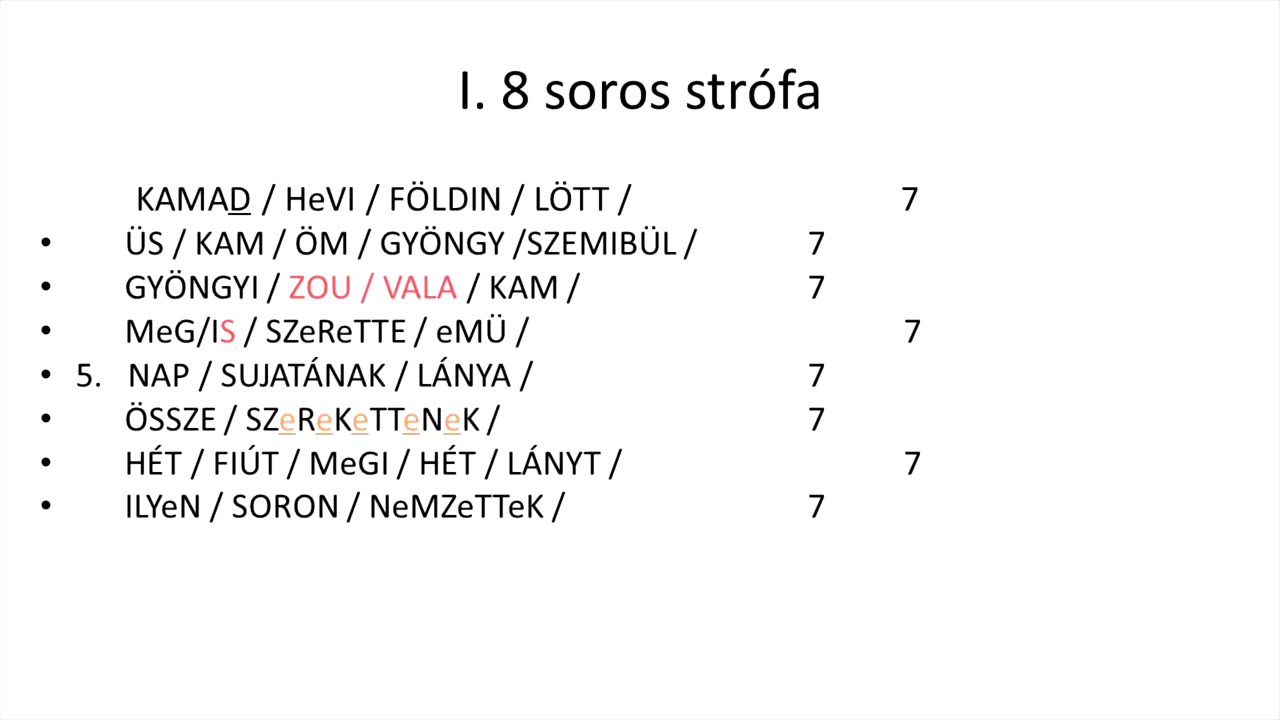 I. 8 soros strófa
KAMAD / HeVI / FÖLDIN / LÖTT / 7
• ÜS / KAM / ÖM / GYÖNGY /SZEMIBÜL / 7
• GYÖNGYI / ZOU / VALA / KAM / 7
• MeG/IS / SZeReTTE / eMÜ / 7
• 5. NAP / SUJATÁNAK / LÁNYA / 7
• ÖSSZE / SZeReKeTTeNeK / 7
• HÉT / FIÚT / MeGI / HÉT / LÁNYT / 7
• ILYeN / SORON / NeMZeTTeK / 7